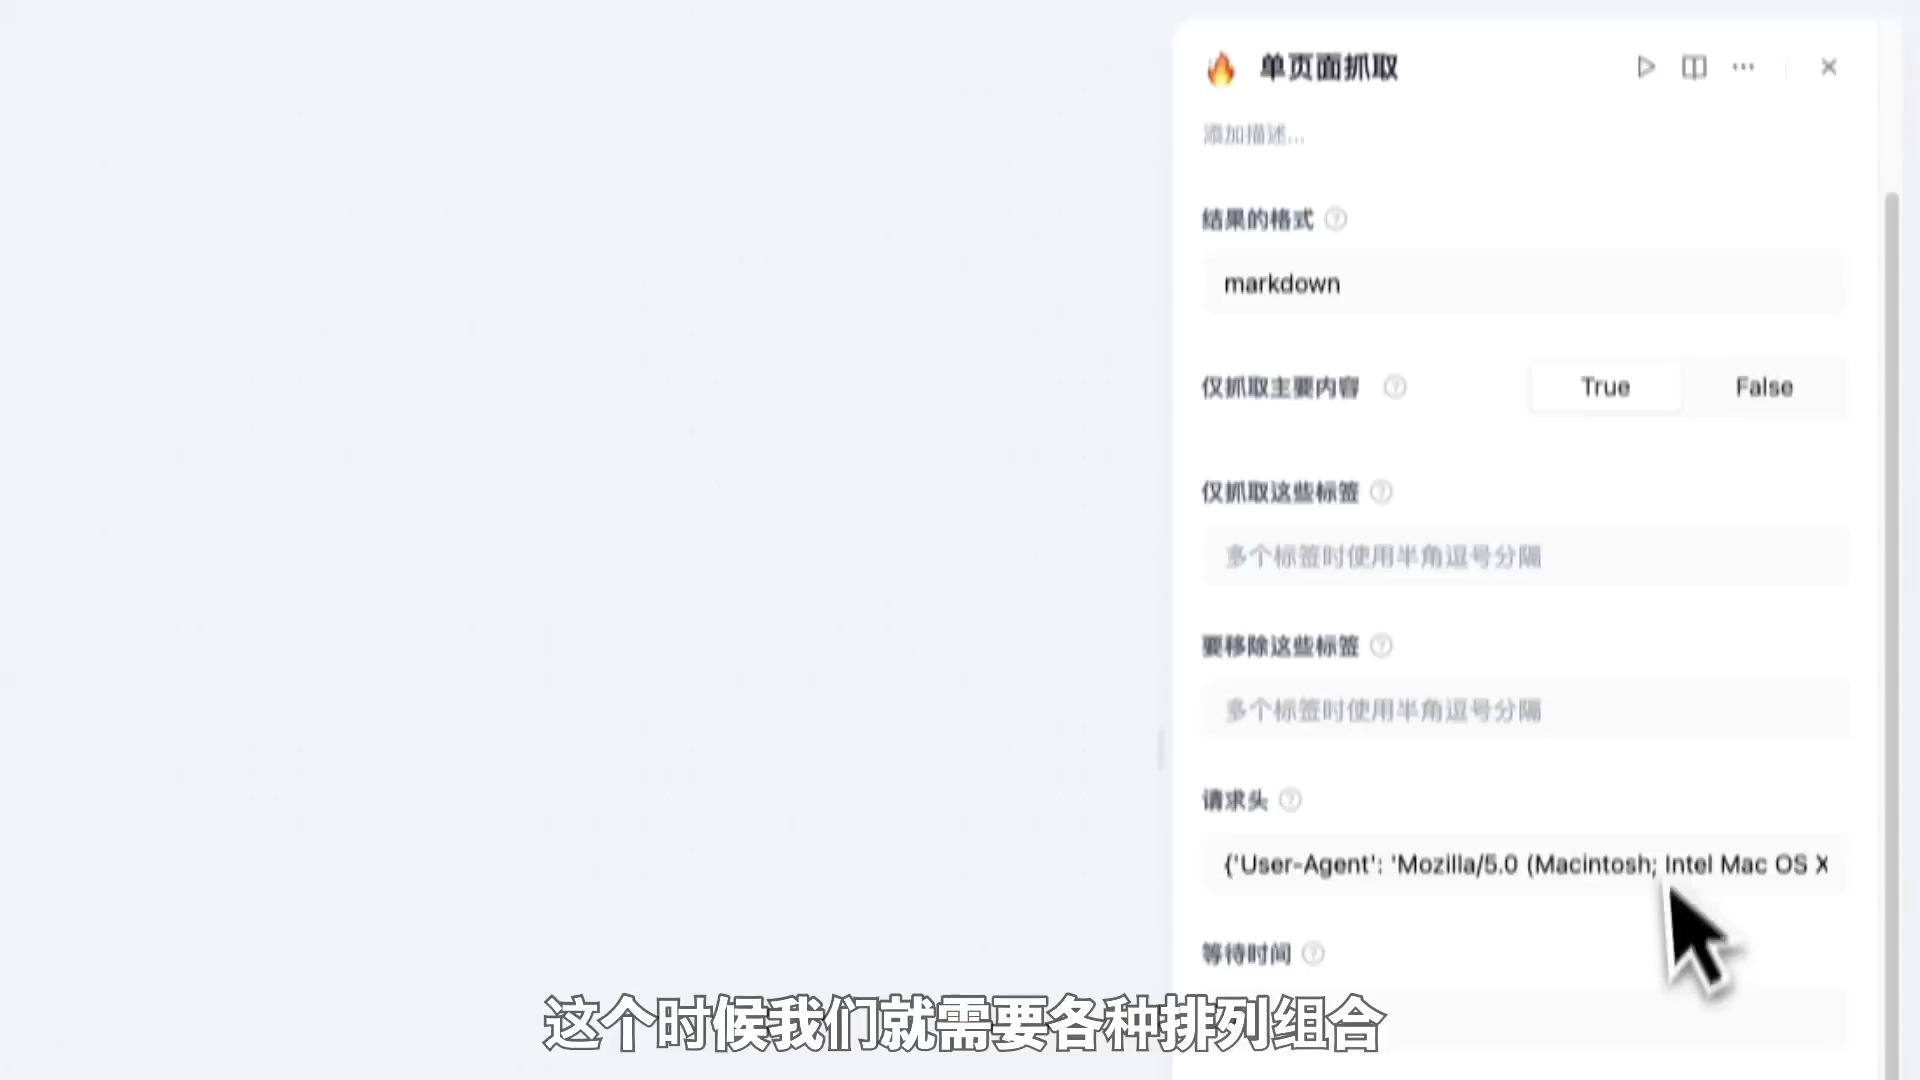 单页面抓取
添加描述...
结果的格式
markdown
仅抓取主要内容
True
False
仅抓取这些标签
多个标签时使用半角逗号分隔
要移除这些标签
多个标签时使用半角逗号分隔
请求头
{'User-Agent': 'Mozilla/5.0 (Macintosh; Intel Mac OS X
等待时间
这个时候我们就需要各种排列组合